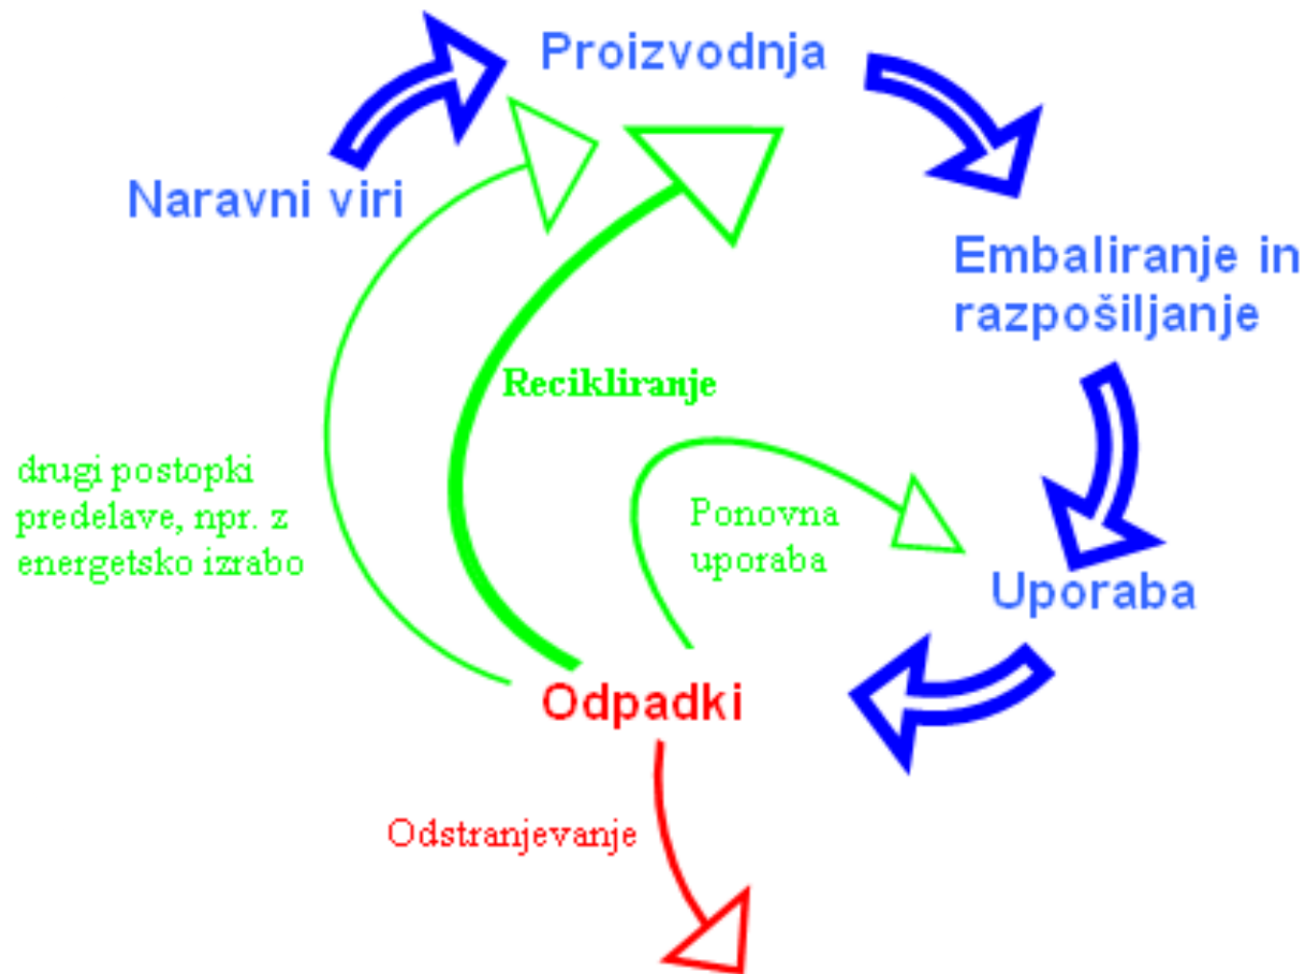 Proizvodnja
Naravni viri
Embaliranje in
razpošiljanje
Recikliranje
drugi postopki
predelave, npr. z
energetsko izrabo
Ponovna
uporaba
Uporaba
Odpadki
Odstranjevanje